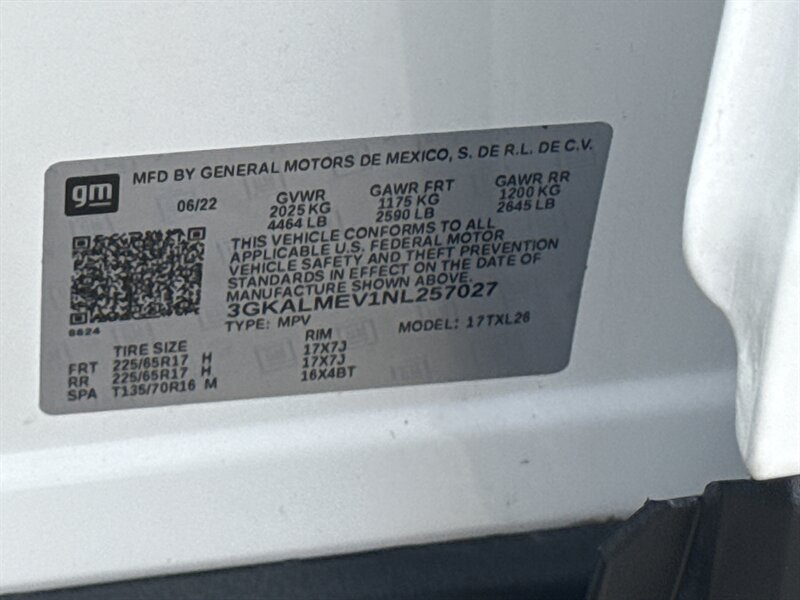 gm
MFD BY GENERAL MOTORS DE MEXICO, S. DE R.L. DE C.V.
06/22 GVWR GAWR FRT GAWR RR
2025 KG 1175 KG 1200 KG
4464 LB 2590 LB 2645 LB
THIS VEHICLE CONFORMS TO ALL
APPLICABLE U.S. FEDERAL MOTOR
VEHICLE SAFETY AND THEFT PREVENTION
STANDARDS IN EFFECT ON THE DATE OF
MANUFACTURE SHOWN ABOVE.
3GKALMEV1NL257027
8624
TYPE: MPV MODEL: 17TXL26
TIRE SIZE RIM
FRT 225/65R17 H 17X7J
RR 225/65R17 H 17X7J
SPA T135/70R16 M 16X4BT